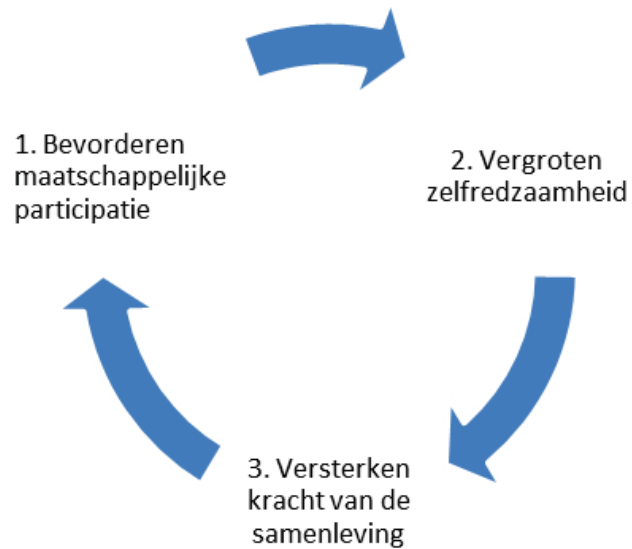 1. Bevorderen
maatschappelijke
participatie
2. Vergroten
zelfredzaamheid
3. Versterken
kracht van de
samenleving